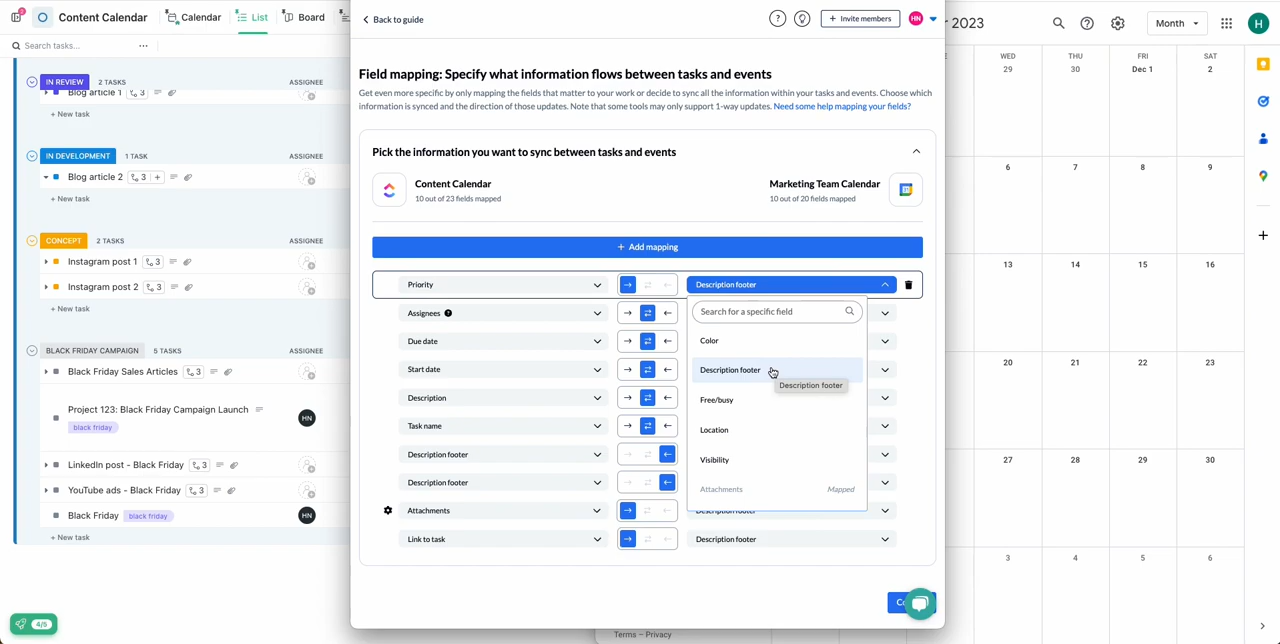 2
Content Calendar
Calendar
List
Board
Search tasks...
IN REVIEW
2 TASKS
ASSIGNEE
Blog article 1
3
+ New task
IN DEVELOPMENT
1 TASK
ASSIGNEE
Blog article 2
3
+
+ New task
CONCEPT
2 TASKS
ASSIGNEE
Instagram post 1
3
Instagram post 2
3
+ New task
BLACK FRIDAY CAMPAIGN
5 TASKS
ASSIGNEE
Black Friday Sales Articles
3
Project 123: Black Friday Campaign Launch
HN
black friday
LinkedIn post - Black Friday
3
YouTube ads - Black Friday
3
Black Friday
black friday
HN
+ New task
4/5
Back to guide
?
+ Invite members
HN
Field mapping: Specify what information flows between tasks and events
Get even more specific by only mapping the fields that matter to your work or decide to sync all the information within your tasks and events. Choose which
information is synced and the direction of those updates. Note that some tools may only support 1-way updates. Need some help mapping your fields?
Pick the information you want to sync between tasks and events
Content Calendar
10 out of 23 fields mapped
Marketing Team Calendar
10 out of 20 fields mapped
+ Add mapping
Priority
Description footer
Assignees ?
Due date
Start date
Description
Task name
Description footer
Description footer
Attachments
Description footer
Link to task
Description footer
Search for a specific field
Color
Description footer
Description footer
Free/busy
Location
Visibility
Attachments
Mapped
Terms – Privacy
2023
?
Month
H
WED
THU
FRI
SAT
29
30
Dec 1
2
6
7
8
9
13
14
15
16
20
21
22
23
27
28
29
30
3
4
5
6